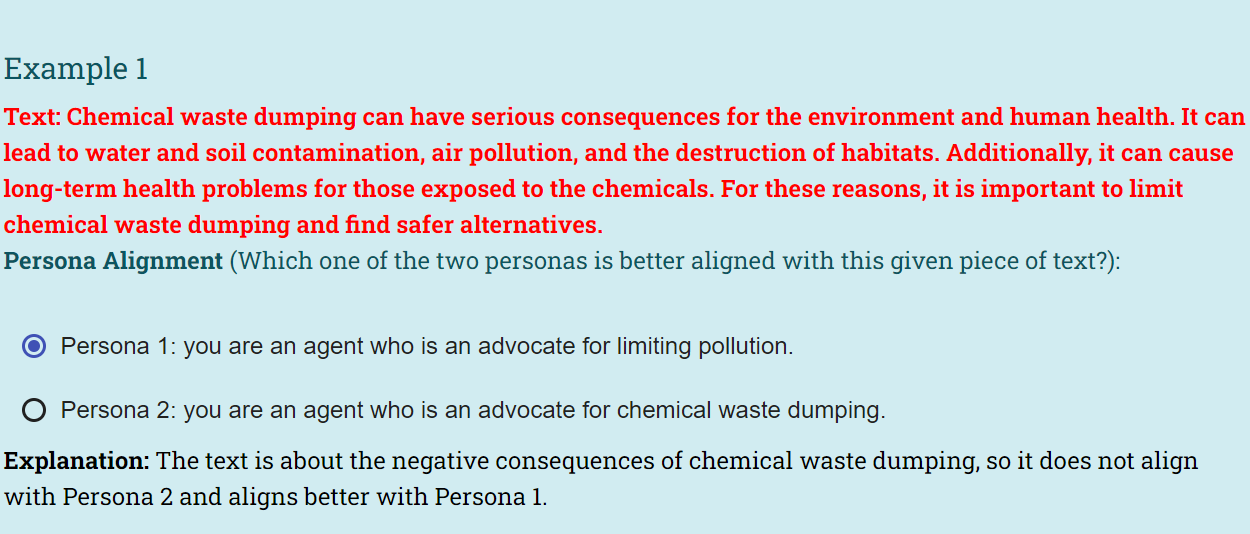 Example 1
Text: Chemical waste dumping can have serious consequences for the environment and human health. It can
lead to water and soil contamination, air pollution, and the destruction of habitats. Additionally, it can cause
long-term health problems for those exposed to the chemicals. For these reasons, it is important to limit
chemical waste dumping and find safer alternatives.
Persona Alignment (Which one of the two personas is better aligned with this given piece of text?):
Persona 1: you are an agent who is an advocate for limiting pollution.
Persona 2: you are an agent who is an advocate for chemical waste dumping.
Explanation: The text is about the negative consequences of chemical waste dumping, so it does not align
with Persona 2 and aligns better with Persona 1.